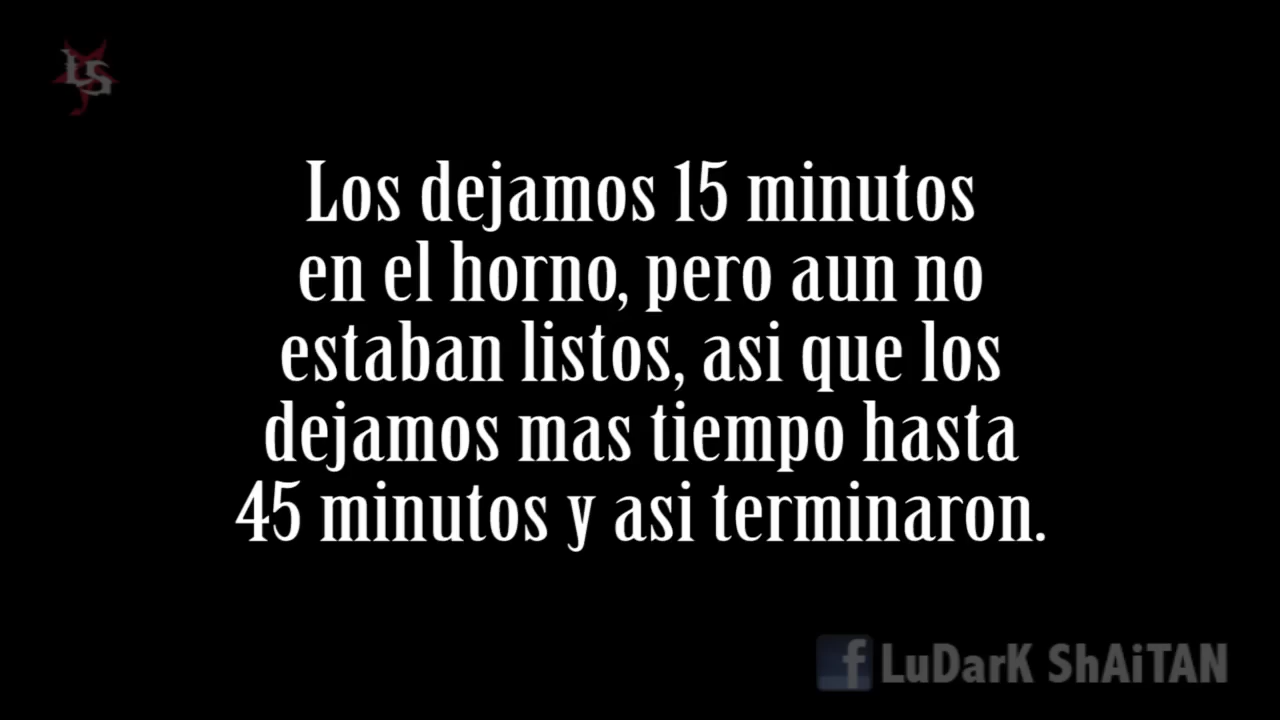 LS
Los dejamos 15 minutos
en el horno, pero aun no
estaban listos, asi que los
dejamos mas tiempo hasta
45 minutos y asi terminaron.
f LuDarK ShAiTAN